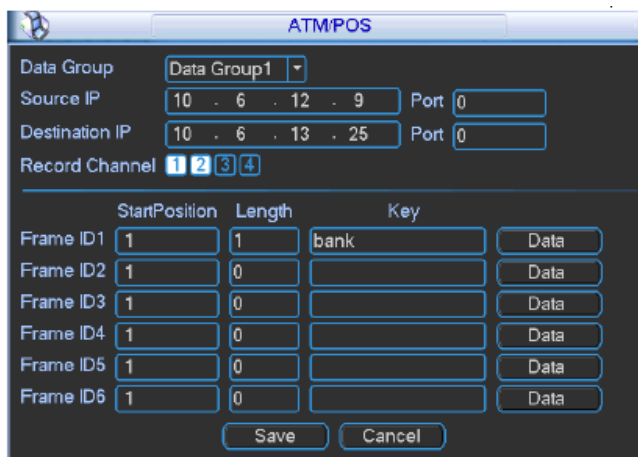 ATM/POS
Data Group Data Group1
Source IP 10 . 6 . 12 . 9 Port 0
Destination IP 10 . 6 . 13 . 25 Port 0
Record Channel 1 2 3 4
StartPosition Length Key
Frame ID1 1 1 bank Data
Frame ID2 1 0 Data
Frame ID3 1 0 Data
Frame ID4 1 0 Data
Frame ID5 1 0 Data
Frame ID6 1 0 Data
Save Cancel